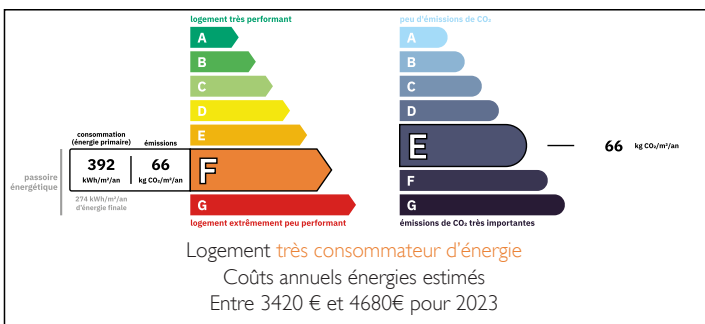 logement très performant
A
B
C
D
E
consommation
(énergie primaire)
émissions
392
66
kWh/m²/an
kg CO₂/m²/an
F
passoire
énergétique
274 kWh/m²/an
d'énergie finale
G
logement extrêmement peu performant
peu d'émissions de CO₂
A
B
C
D
E
66 kg CO₂/m²/an
F
G
émissions de CO₂ très importantes
Logement très consommateur d'énergie
Coûts annuels énergies estimés
Entre 3420 € et 4680€ pour 2023